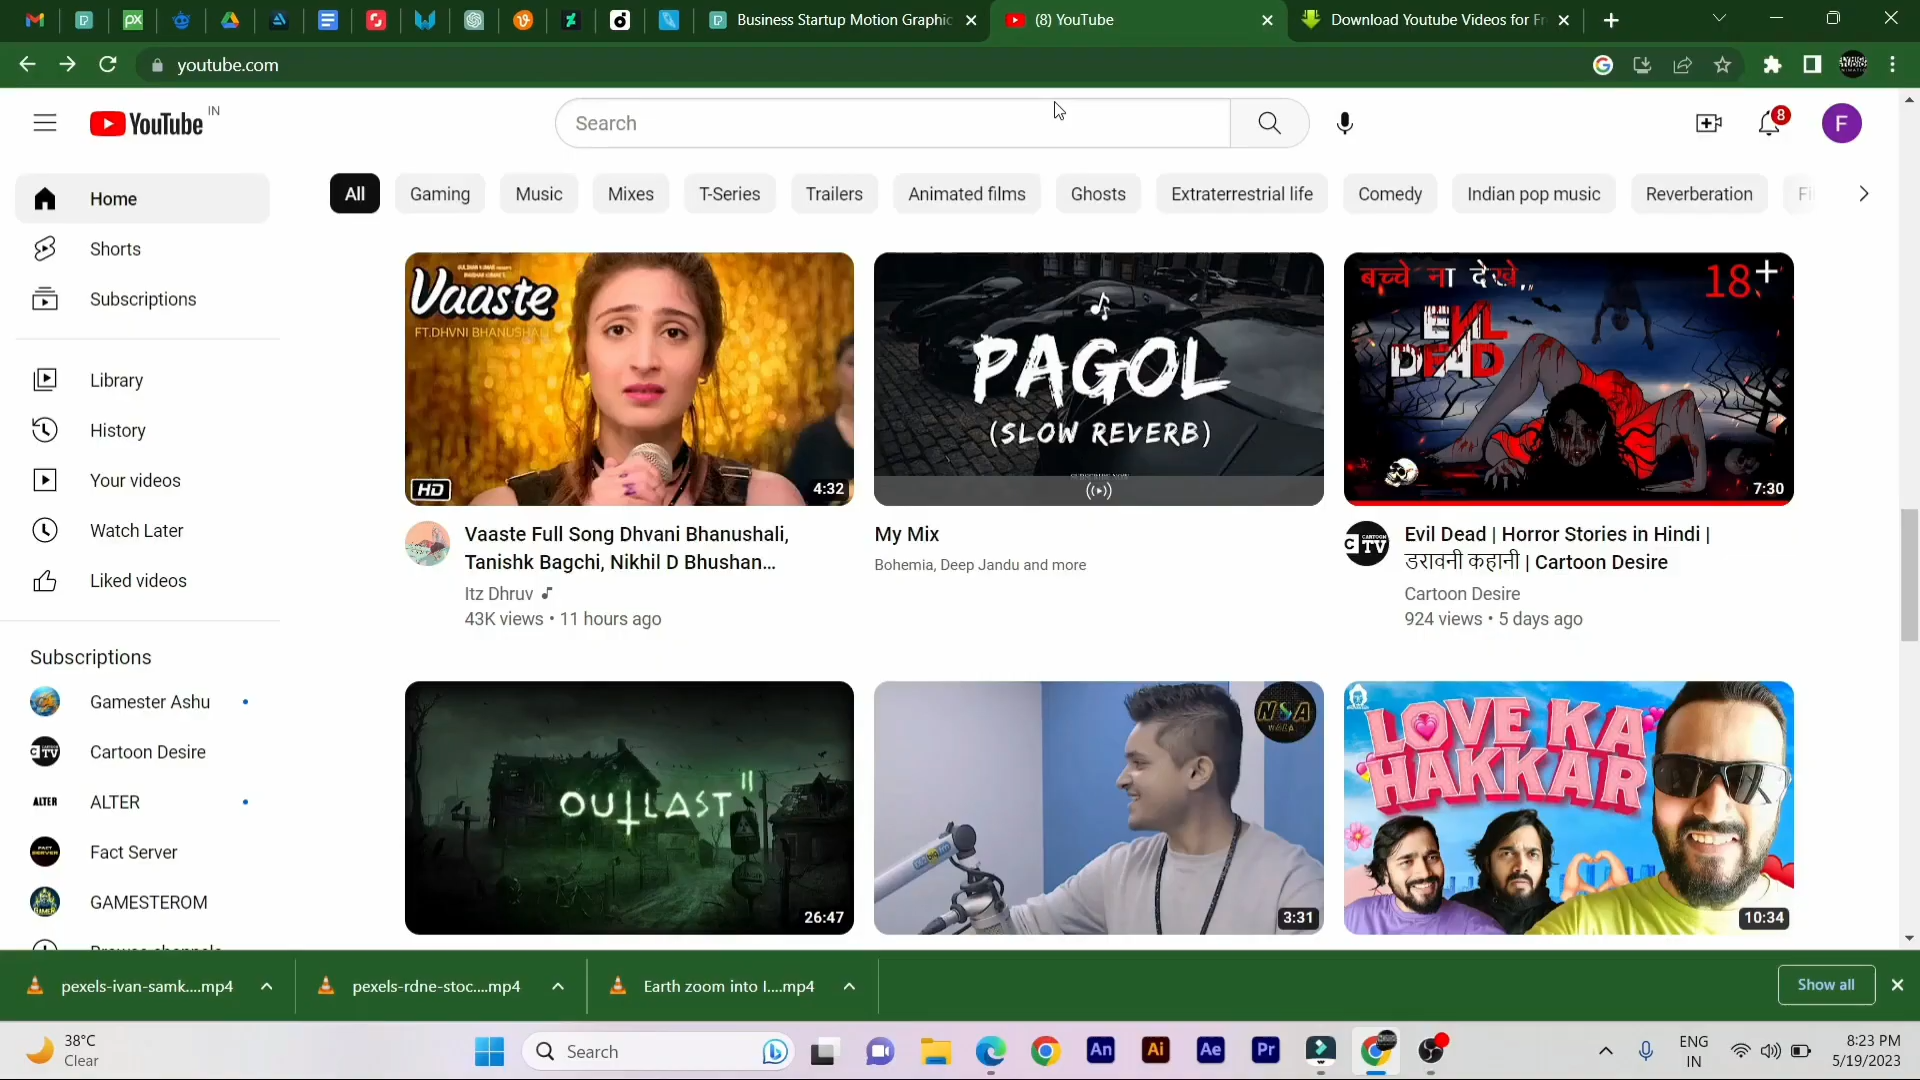 Business Startup Motion Graphic
(8) YouTube
Download Youtube Videos for Fr
youtube.com
YouTube IN
Search
8
F
Home
Shorts
Subscriptions
Library
History
Your videos
Watch Later
Liked videos
Subscriptions
Gamester Ashu
Cartoon Desire
ALTER
ALTER
Fact Server
GAMESTEROM
All
Gaming
Music
Mixes
T-Series
Trailers
Animated films
Ghosts
Extraterrestrial life
Comedy
Indian pop music
Reverberation
Vaaste
FT.DHVNI BHANUSHALI
HD
4:32
PAGOL
(SLOW REVERB)
बच्चे ना देखे..
18+
EVIL
DEAD
7:30
Vaaste Full Song Dhvani Bhanushali,
Tanishk Bagchi, Nikhil D Bhushan...
Itz Dhruv
43K views • 11 hours ago
My Mix
Bohemia, Deep Jandu and more
Evil Dead | Horror Stories in Hindi |
डरावनी कहानी | Cartoon Desire
Cartoon Desire
924 views • 5 days ago
OUTLAST II
26:47
NSA
3:31
LOVE KA
HAKKAR
10:34
pexels-ivan-samk....mp4
pexels-rdne-stoc....mp4
Earth zoom into I....mp4
Show all
38°C
Clear
Search
An
Ai
Ae
Pr
ENG
IN
8:23 PM
5/19/2023